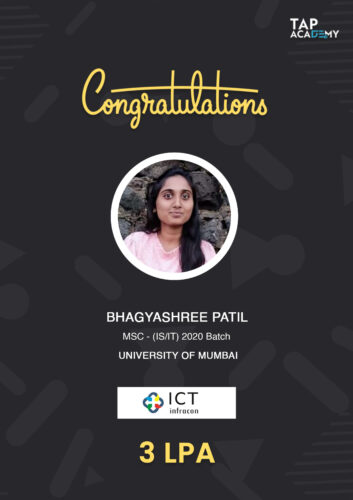 TAP
ACADEMY
Congratulations
BHAGYASHREE PATIL
MSC - (IS/IT) 2020 Batch
UNIVERSITY OF MUMBAI
ICT
infracon
3 LPA